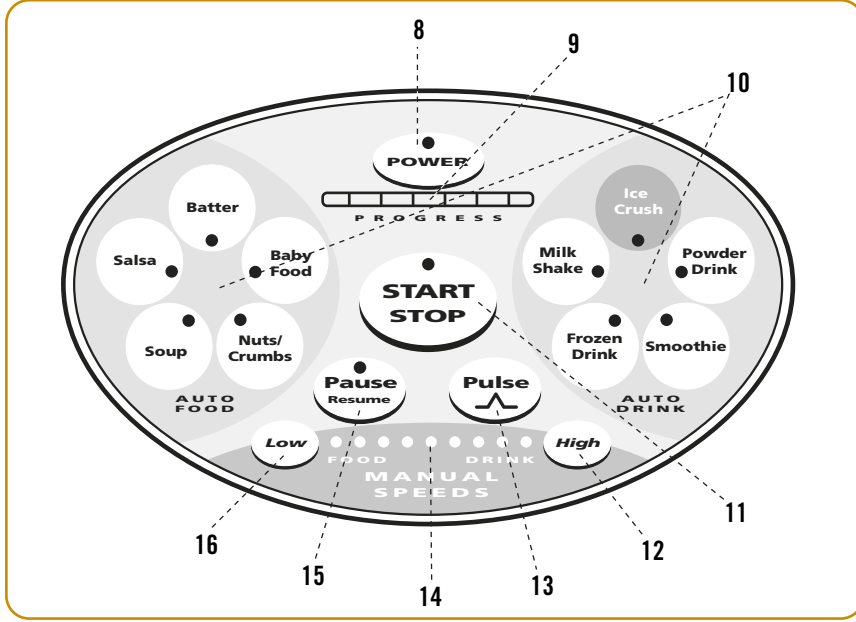 8
9
10
POWER
PROGRESS
Batter
Salsa
Baby
Food
Soup
Nuts/
Crumbs
AUTO
FOOD
START
STOP
Ice
Crush
Milk
Shake
Powder
Drink
Frozen
Drink
Smoothie
AUTO
DRINK
Pause
Resume
Pulse
Low
High
FOOD
DRINK
MANUAL
SPEEDS
11
12
13
14
15
16